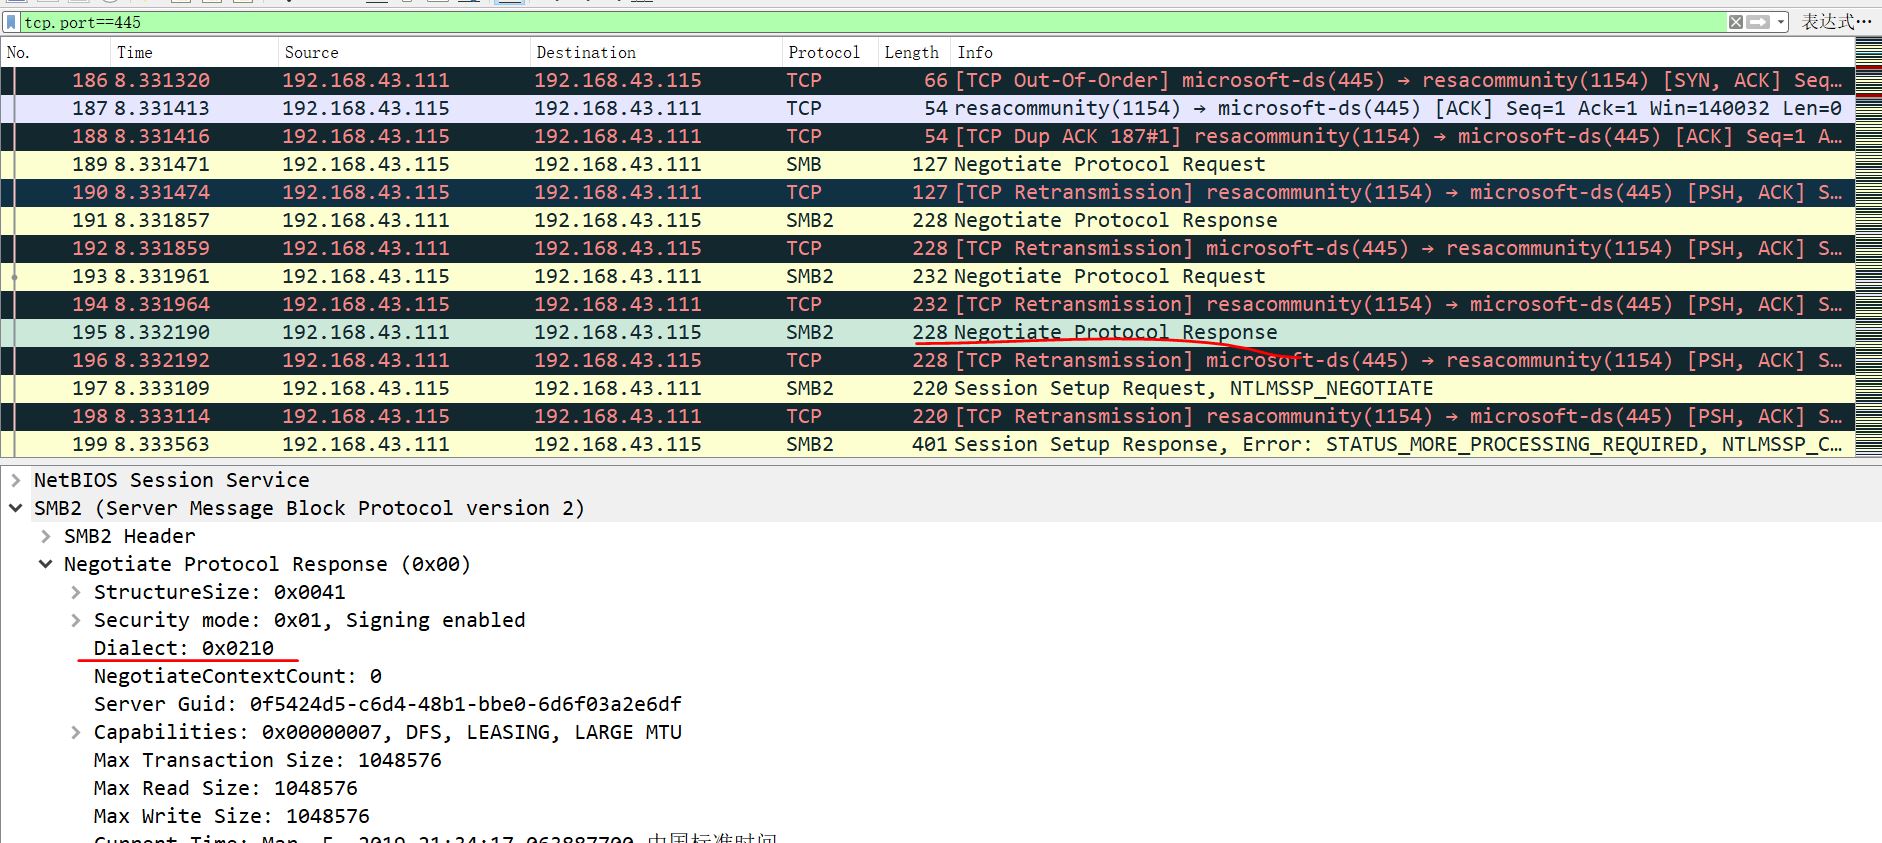 tcp.port==445 表达式…
No. Time Source Destination Protocol Length Info
186 8.331320 192.168.43.111 192.168.43.115 TCP 66 [TCP Out-Of-Order] microsoft-ds(445) → resacommunity(1154) [SYN, ACK] Seq…
187 8.331413 192.168.43.115 192.168.43.111 TCP 54 resacommunity(1154) → microsoft-ds(445) [ACK] Seq=1 Ack=1 Win=140032 Len=0
188 8.331416 192.168.43.115 192.168.43.111 TCP 54 [TCP Dup ACK 187#1] resacommunity(1154) → microsoft-ds(445) [ACK] Seq=1 A…
189 8.331471 192.168.43.115 192.168.43.111 SMB 127 Negotiate Protocol Request
190 8.331474 192.168.43.115 192.168.43.111 TCP 127 [TCP Retransmission] resacommunity(1154) → microsoft-ds(445) [PSH, ACK] S…
191 8.331857 192.168.43.111 192.168.43.115 SMB2 228 Negotiate Protocol Response
192 8.331859 192.168.43.111 192.168.43.115 TCP 228 [TCP Retransmission] microsoft-ds(445) → resacommunity(1154) [PSH, ACK] S…
193 8.331961 192.168.43.115 192.168.43.111 SMB2 232 Negotiate Protocol Request
194 8.331964 192.168.43.115 192.168.43.111 TCP 232 [TCP Retransmission] resacommunity(1154) → microsoft-ds(445) [PSH, ACK] S…
195 8.332190 192.168.43.111 192.168.43.115 SMB2 228 Negotiate Protocol Response
196 8.332192 192.168.43.111 192.168.43.115 TCP 228 [TCP Retransmission] microsoft-ds(445) → resacommunity(1154) [PSH, ACK] S…
197 8.333109 192.168.43.115 192.168.43.111 SMB2 220 Session Setup Request, NTLMSSP_NEGOTIATE
198 8.333114 192.168.43.115 192.168.43.111 TCP 220 [TCP Retransmission] resacommunity(1154) → microsoft-ds(445) [PSH, ACK] S…
199 8.333563 192.168.43.111 192.168.43.115 SMB2 401 Session Setup Response, Error: STATUS_MORE_PROCESSING_REQUIRED, NTLMSSP_C…
NetBIOS Session Service
SMB2 (Server Message Block Protocol version 2)
SMB2 Header
Negotiate Protocol Response (0x00)
StructureSize: 0x0041
Security mode: 0x01, Signing enabled
Dialect: 0x0210
NegotiateContextCount: 0
Server Guid: 0f5424d5-c6d4-48b1-bbe0-6d6f03a2e6df
Capabilities: 0x00000007, DFS, LEASING, LARGE MTU
Max Transaction Size: 1048576
Max Read Size: 1048576
Max Write Size: 1048576
Current Time: Mar 5, 2019 21:34:17.063887700 中国标准时间